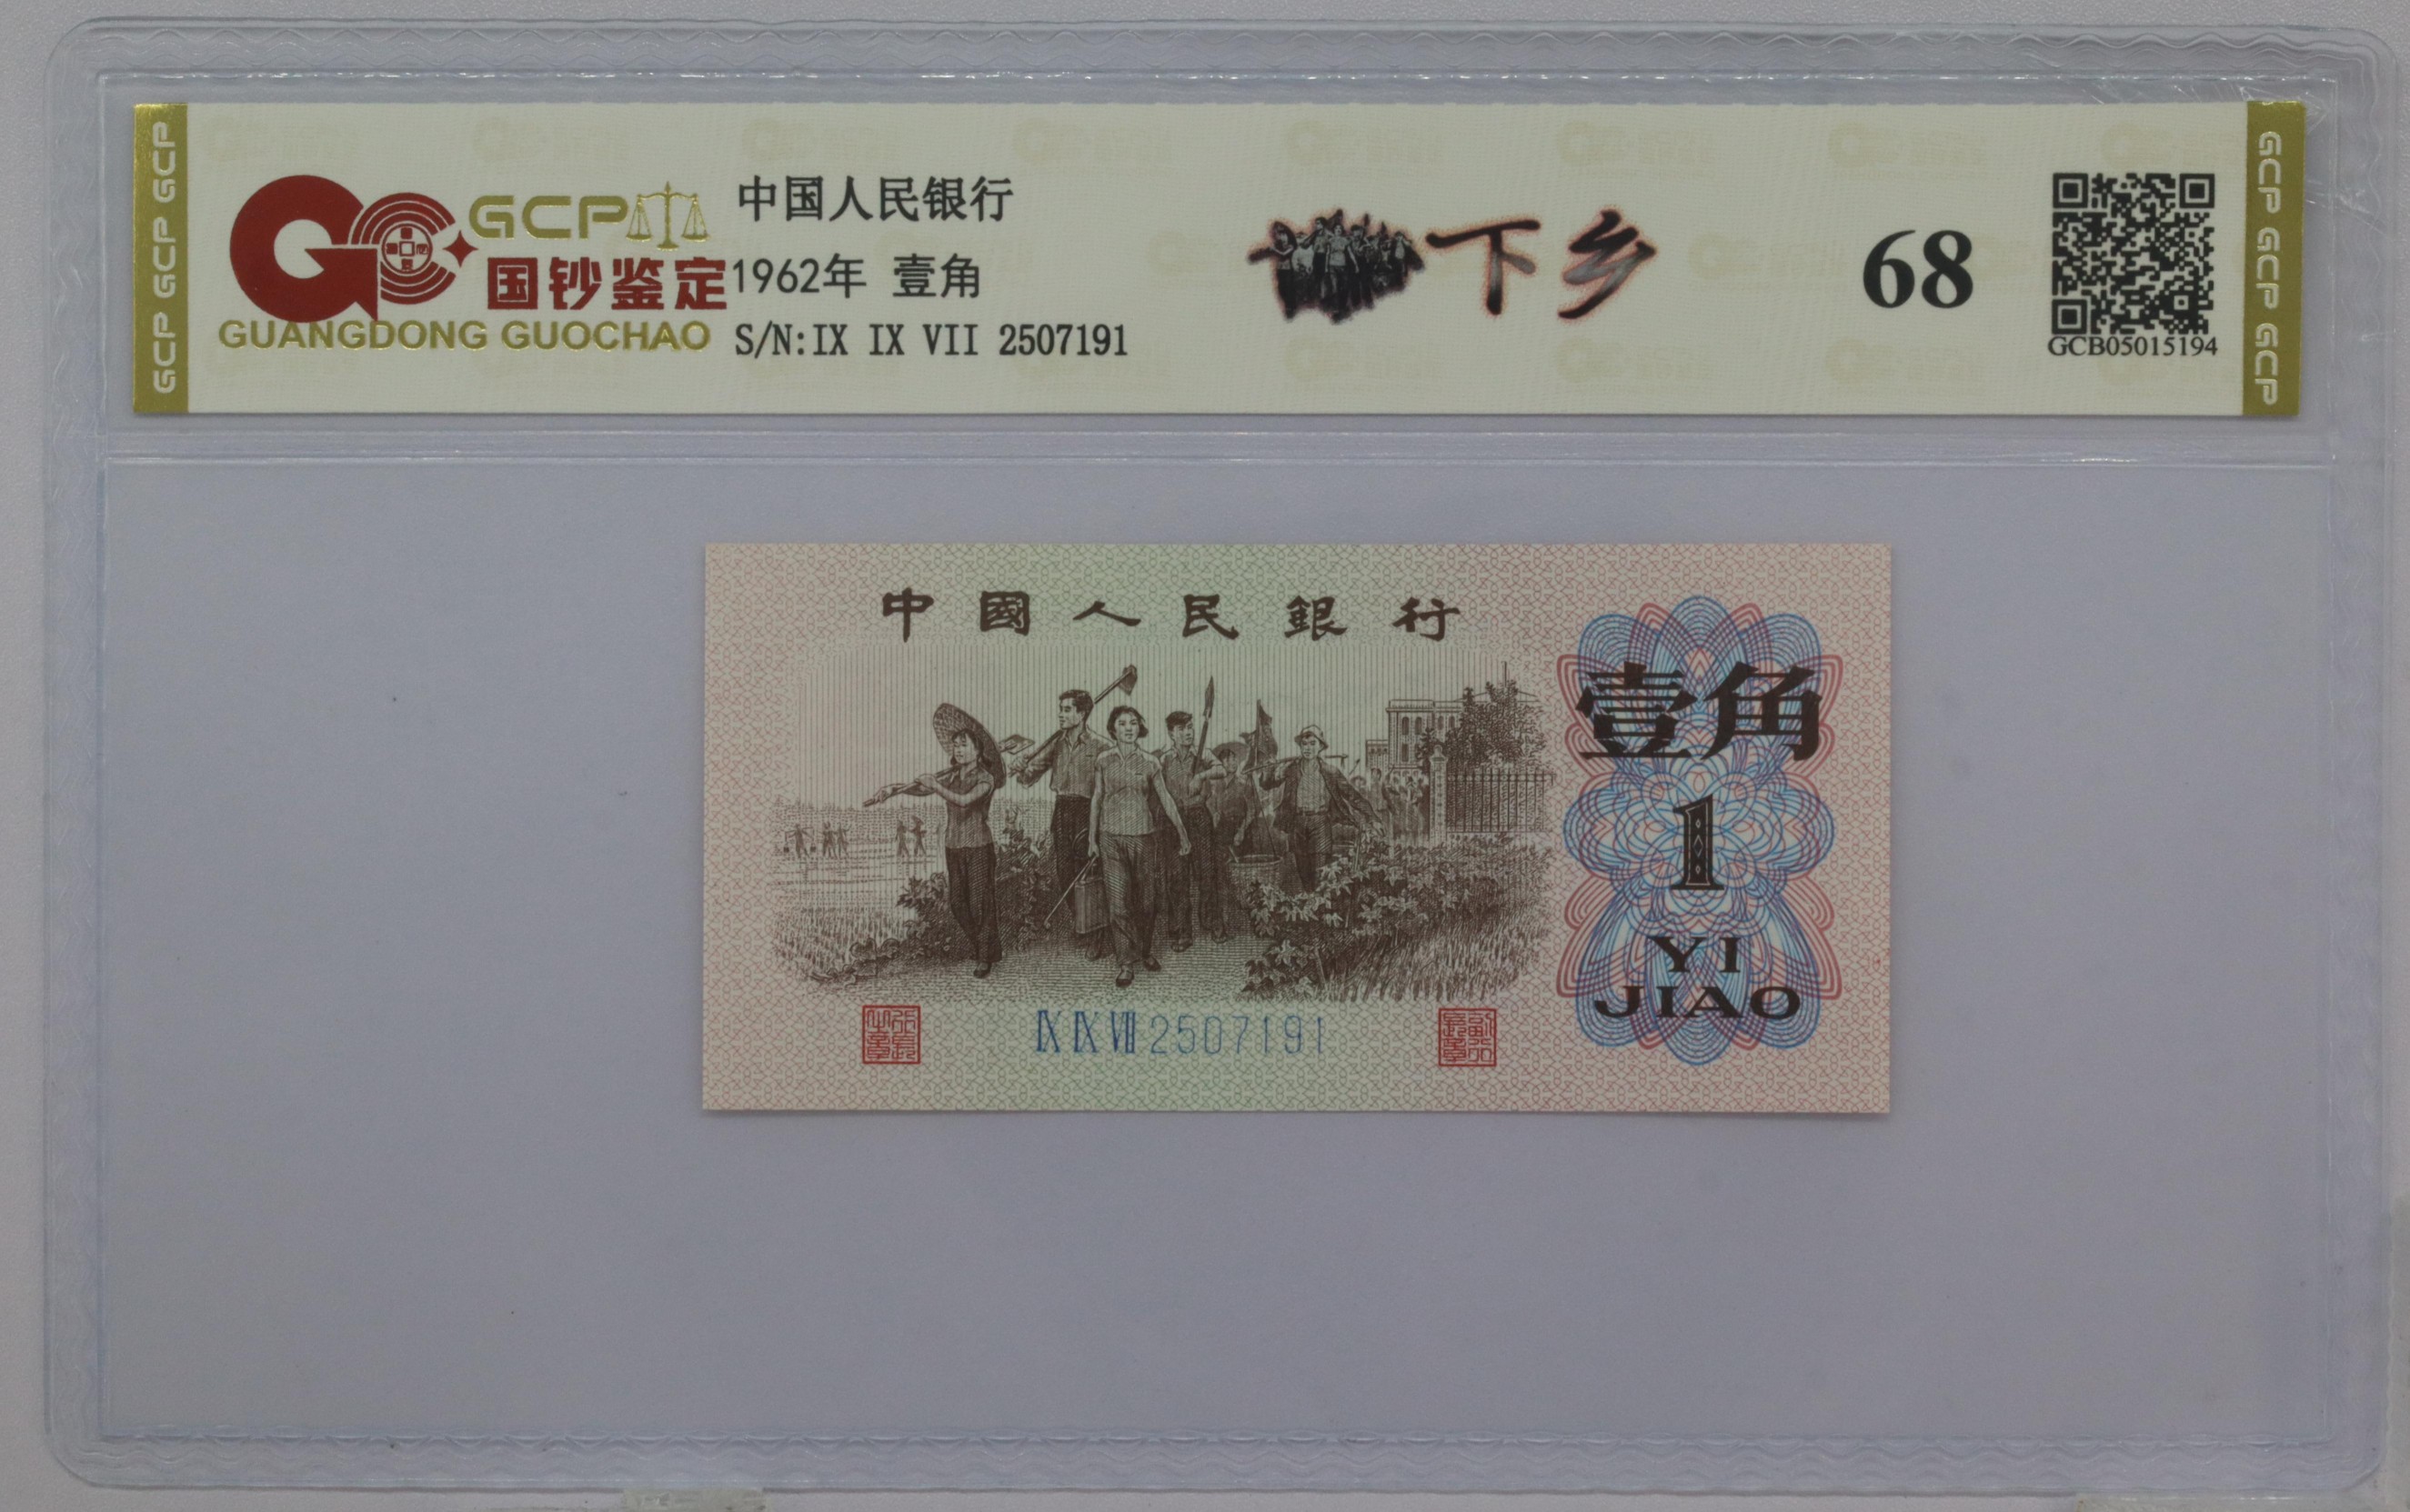 GCP GCP GCP
GCP
国钞鉴定
GUANGDONG GUOCHAO
中国人民银行
1962年 壹角
S/N:IX IX VII 2507191
下乡
68
GCB05015194
GCP GCP GCP
中國人民銀行
壹角
1
YI
JIAO
IX IX VII 2507191